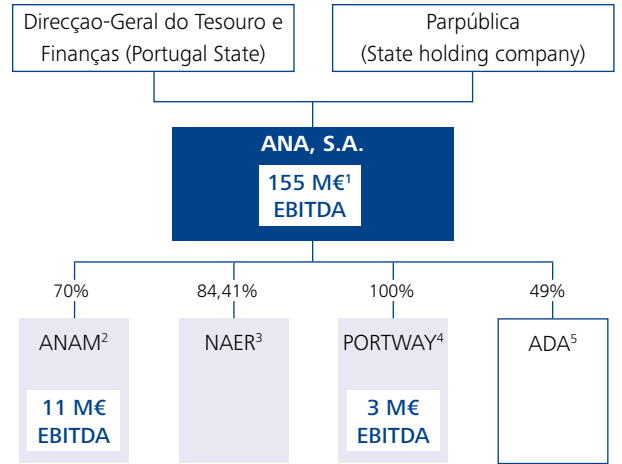 Direcçao-Geral do Tesouro e
Finanças (Portugal State)
Parpública
(State holding company)
ANA, S.A.
155 M€¹
EBITDA
70%
84,41%
100%
49%
ANAM²
NAER³
PORTWAY⁴
ADA⁵
11 M€
EBITDA
3 M€
EBITDA